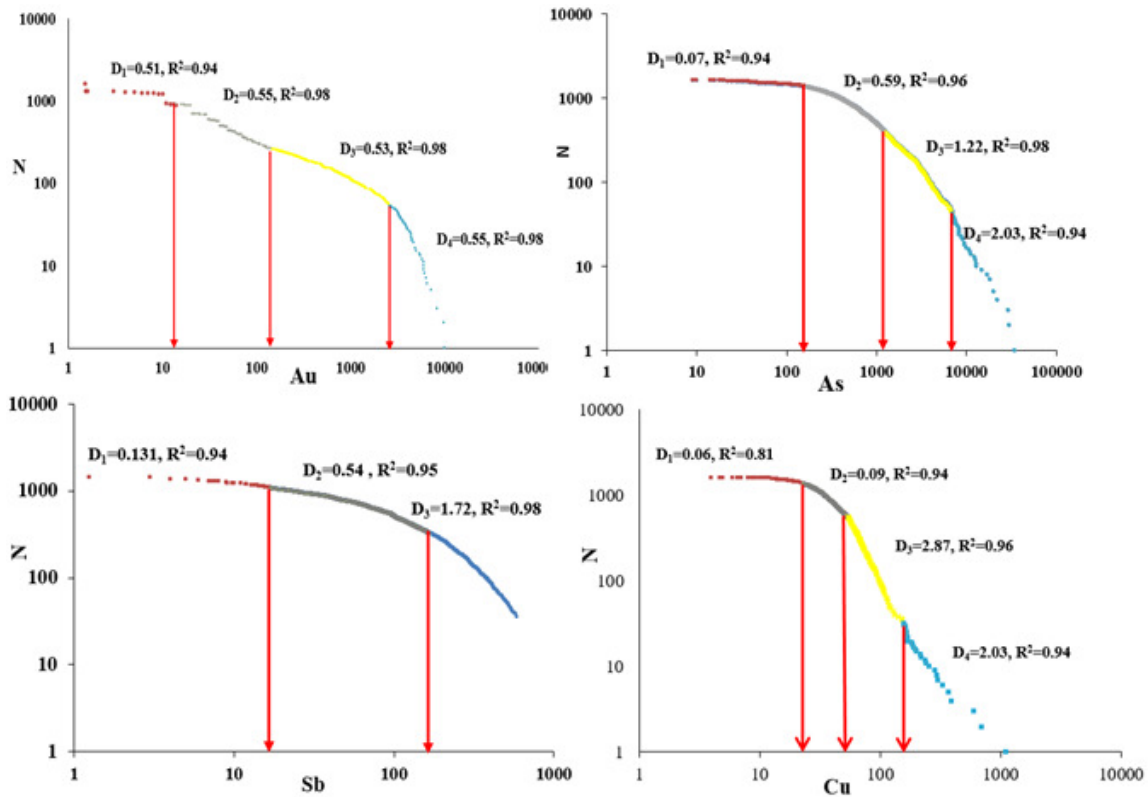 10000
D1=0.51, R²=0.94
1000
D2=0.55, R²=0.98
N
D3=0.53, R²=0.98
100
D4=0.55, R²=0.98
10
1
1 10 100 1000 10000 1000
Au
10000
D1=0.07, R²=0.94
D2=0.59, R²=0.96
1000
N
D3=1.22, R²=0.98
100
D4=2.03, R²=0.94
10
1
1 10 100 1000 10000 100000
As
10000
D1=0.131, R²=0.94
D2=0.54 , R²=0.95
1000
D3=1.72, R²=0.98
N
100
10
1
1 10 100 1000
Sb
10000
D1=0.06, R²=0.81
D2=0.09, R²=0.94
1000
N
D3=2.87, R²=0.96
100
D4=2.03, R²=0.94
10
1
1 10 100 1000 10000
Cu